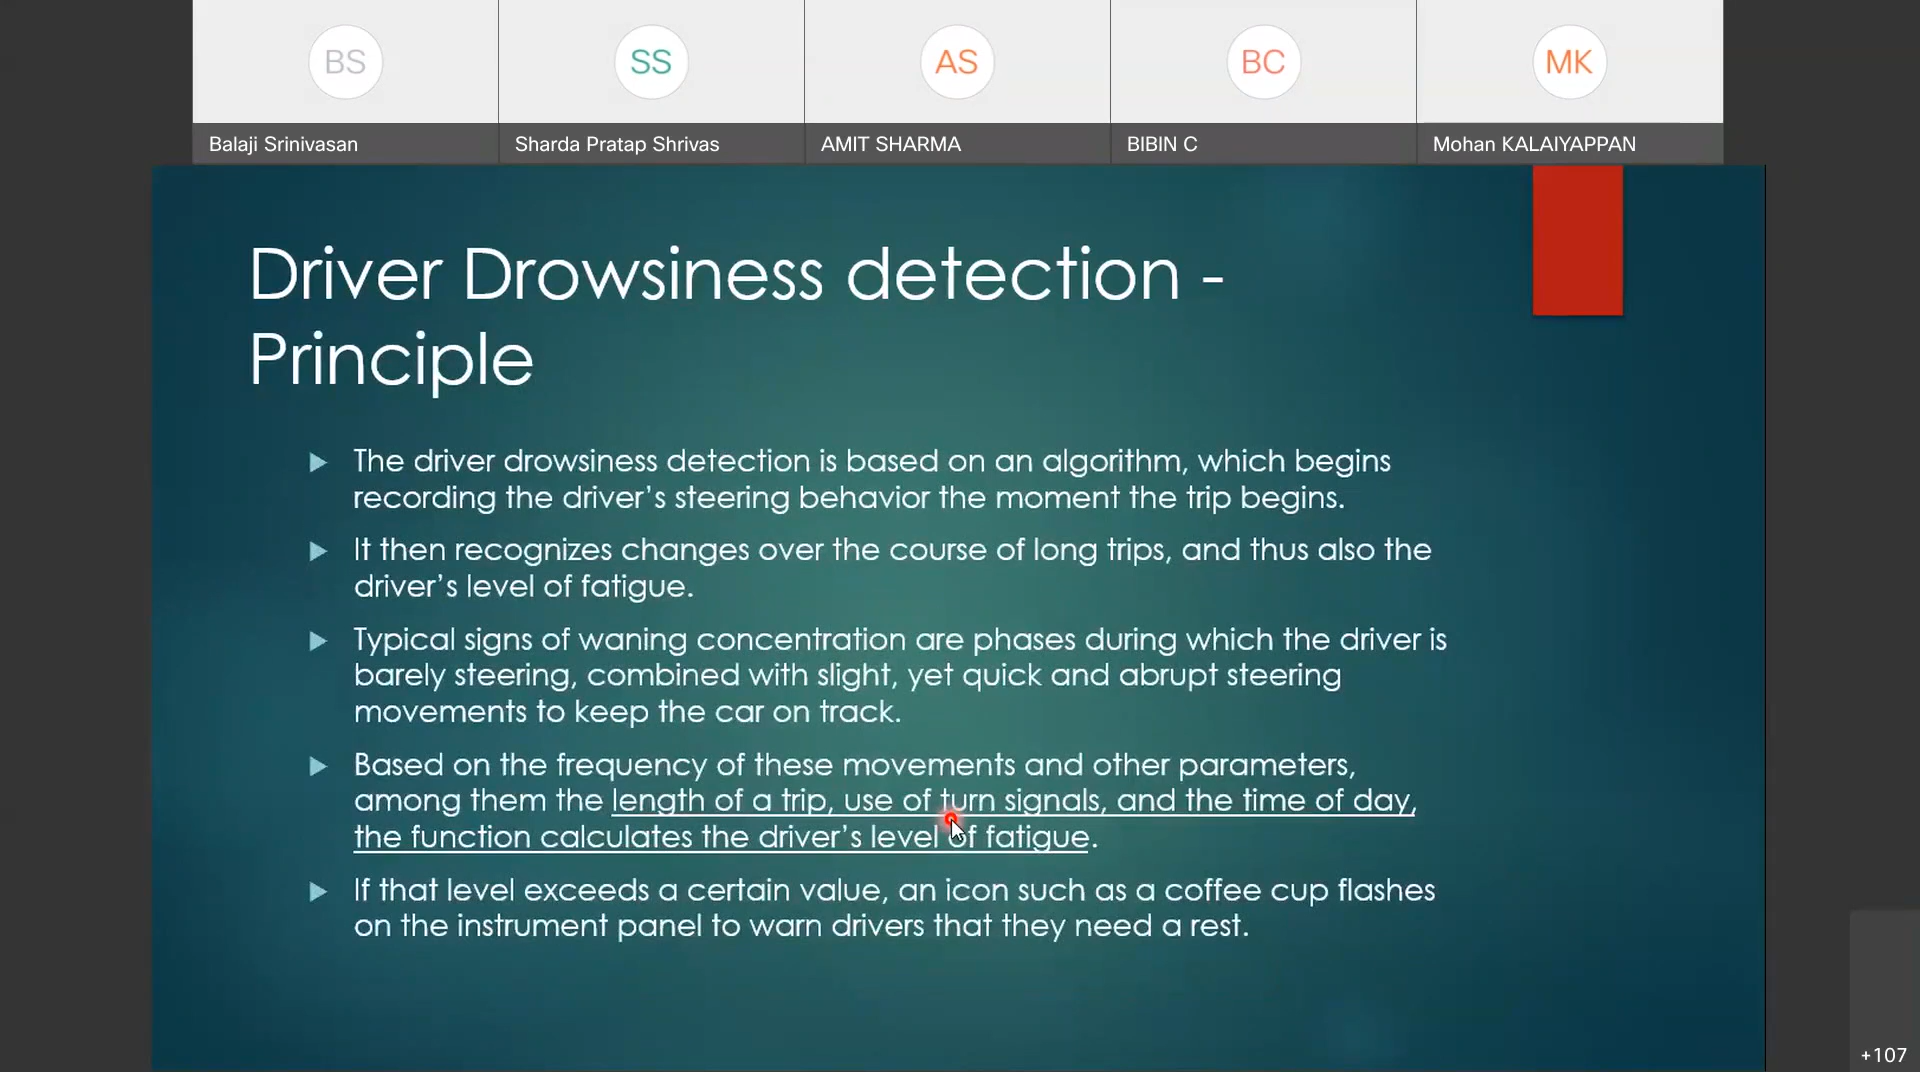 BS
SS
AS
BC
MK
Balaji Srinivasan
Sharda Pratap Shrivas
AMIT SHARMA
BIBIN C
Mohan KALAIYAPPAN
Driver Drowsiness detection -
Principle
The driver drowsiness detection is based on an algorithm, which begins
recording the driver’s steering behavior the moment the trip begins.
It then recognizes changes over the course of long trips, and thus also the
driver’s level of fatigue.
Typical signs of waning concentration are phases during which the driver is
barely steering, combined with slight, yet quick and abrupt steering
movements to keep the car on track.
Based on the frequency of these movements and other parameters,
among them the length of a trip, use of turn signals, and the time of day,
the function calculates the driver’s level of fatigue.
If that level exceeds a certain value, an icon such as a coffee cup flashes
on the instrument panel to warn drivers that they need a rest.
+107